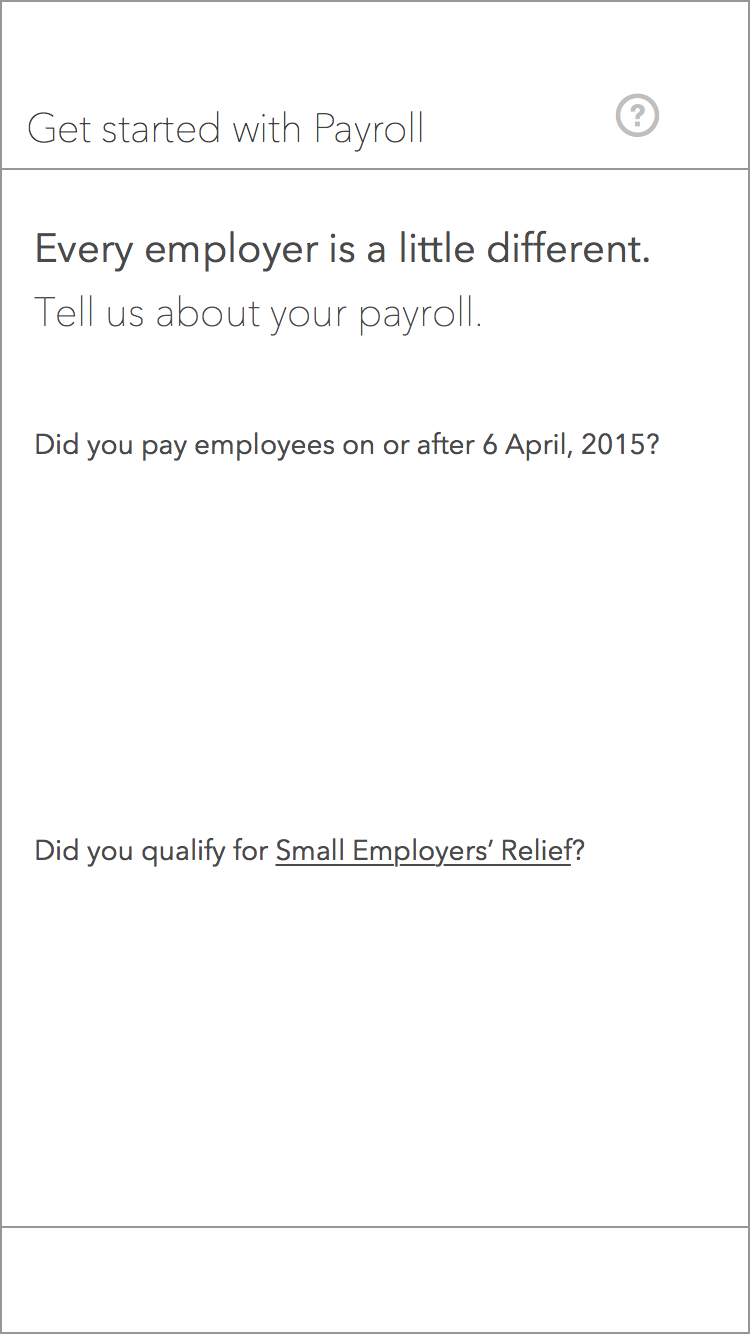 Get started with Payroll
?
Every employer is a little different.
Tell us about your payroll.
Did you pay employees on or after 6 April, 2015?
Did you qualify for Small Employers’ Relief?